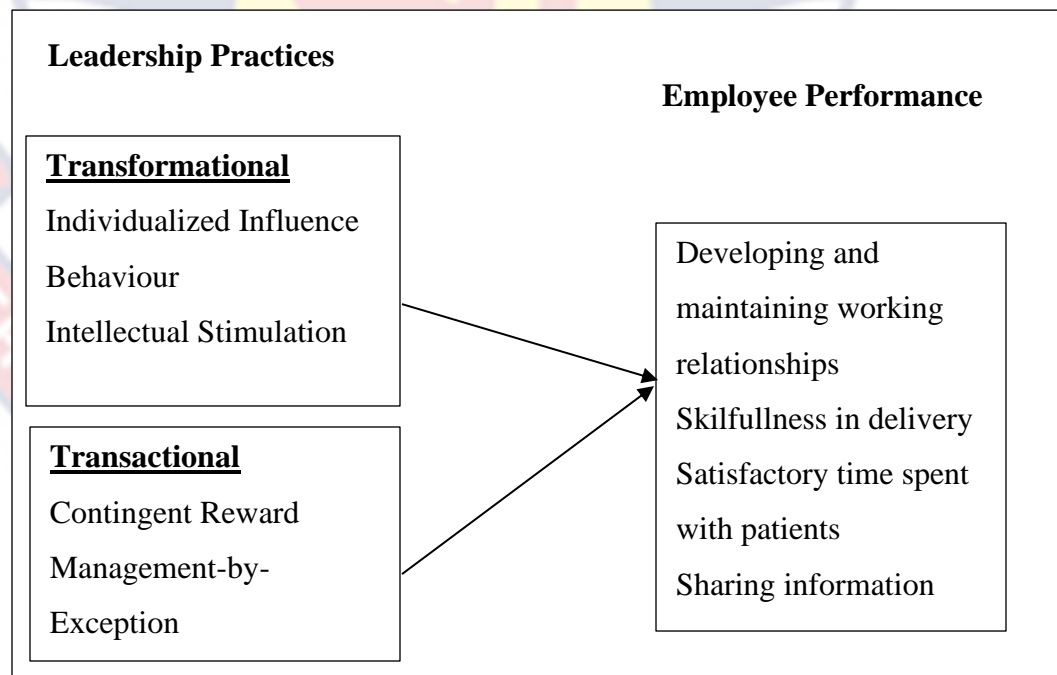 Leadership Practices
Employee Performance
Transformational
Individualized Influence
Behaviour
Intellectual Stimulation
Transactional
Contingent Reward
Management-by-
Exception
Developing and
maintaining working
relationships
Skilfullness in delivery
Satisfactory time spent
with patients
Sharing information